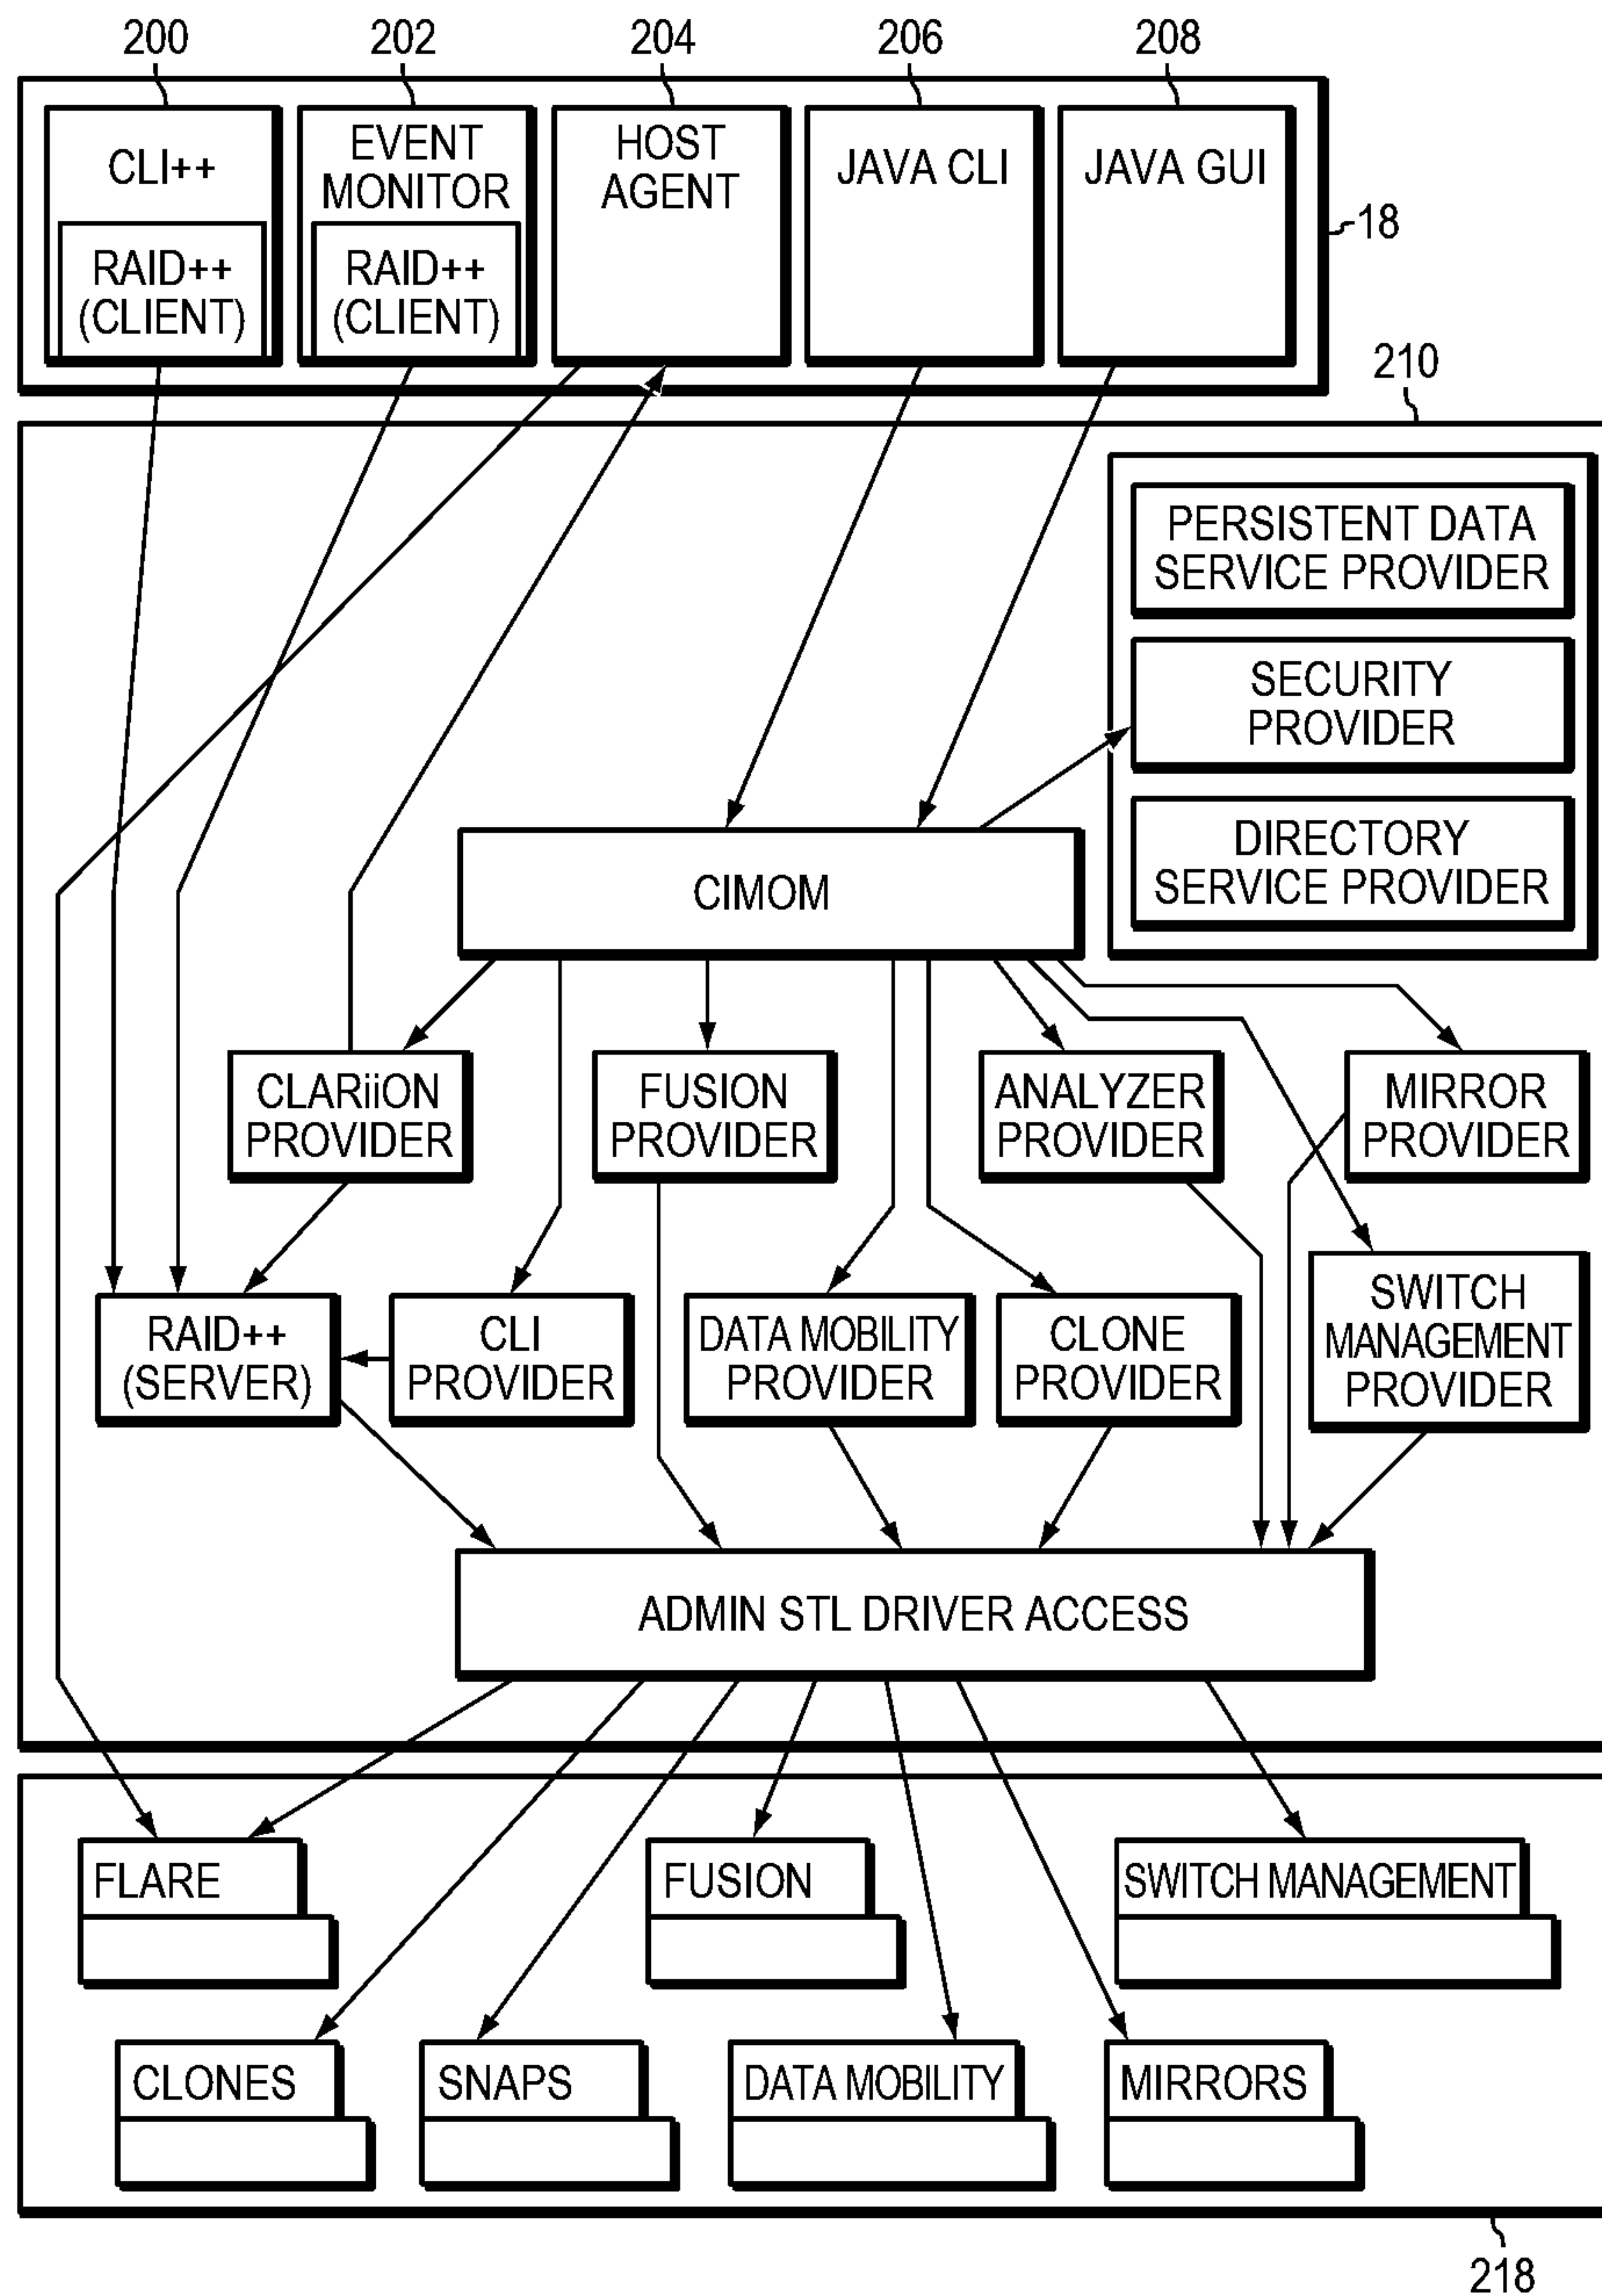 200
202
204
206
208
CLI++
RAID++
(CLIENT)
EVENT
MONITOR
RAID++
(CLIENT)
HOST
AGENT
JAVA CLI
JAVA GUI
18
210
PERSISTENT DATA
SERVICE PROVIDER
SECURITY
PROVIDER
DIRECTORY
SERVICE PROVIDER
CIMOM
CLARiiON
PROVIDER
FUSION
PROVIDER
ANALYZER
PROVIDER
MIRROR
PROVIDER
RAID++
(SERVER)
CLI
PROVIDER
DATA MOBILITY
PROVIDER
CLONE
PROVIDER
SWITCH
MANAGEMENT
PROVIDER
ADMIN STL DRIVER ACCESS
FLARE
FUSION
SWITCH MANAGEMENT
CLONES
SNAPS
DATA MOBILITY
MIRRORS
218